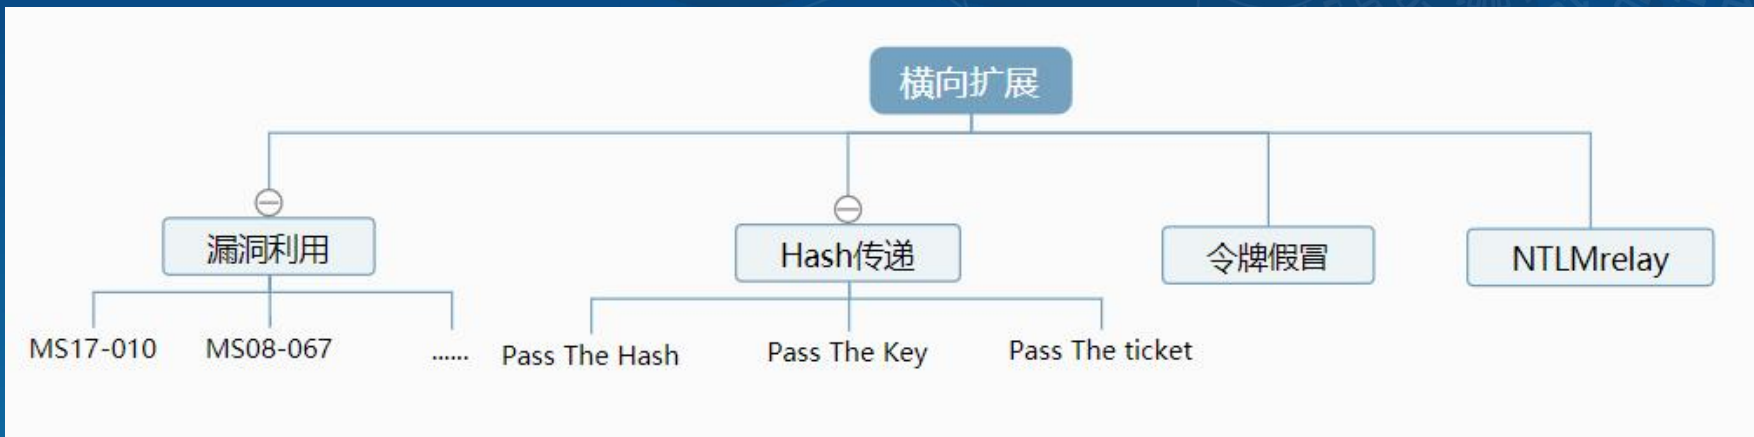 横向扩展
漏洞利用
Hash传递
令牌假冒
NTLMrelay
MS17-010
MS08-067
......
Pass The Hash
Pass The Key
Pass The ticket